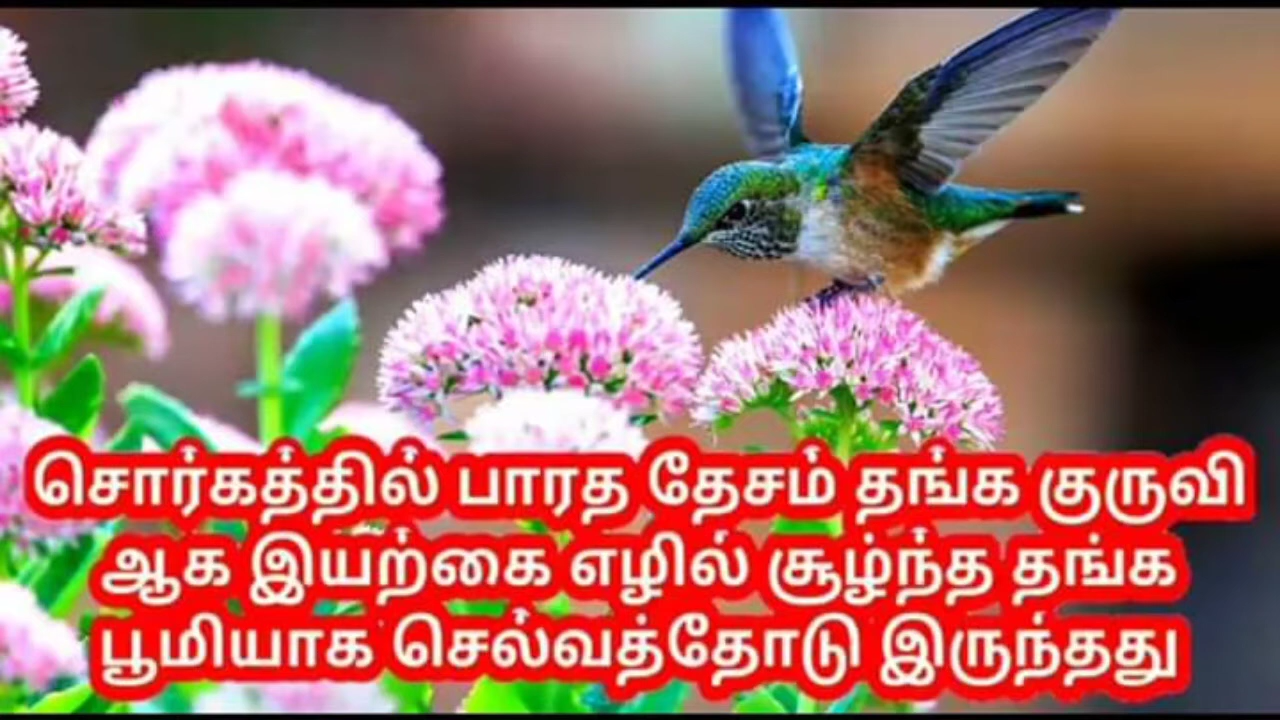 சொர்கத்தில் பாரத தேசம் தங்க குருவி
ஆக இயற்கை எழில் சூழ்ந்த தங்க
பூமியாக செல்வத்தோடு இருந்தது